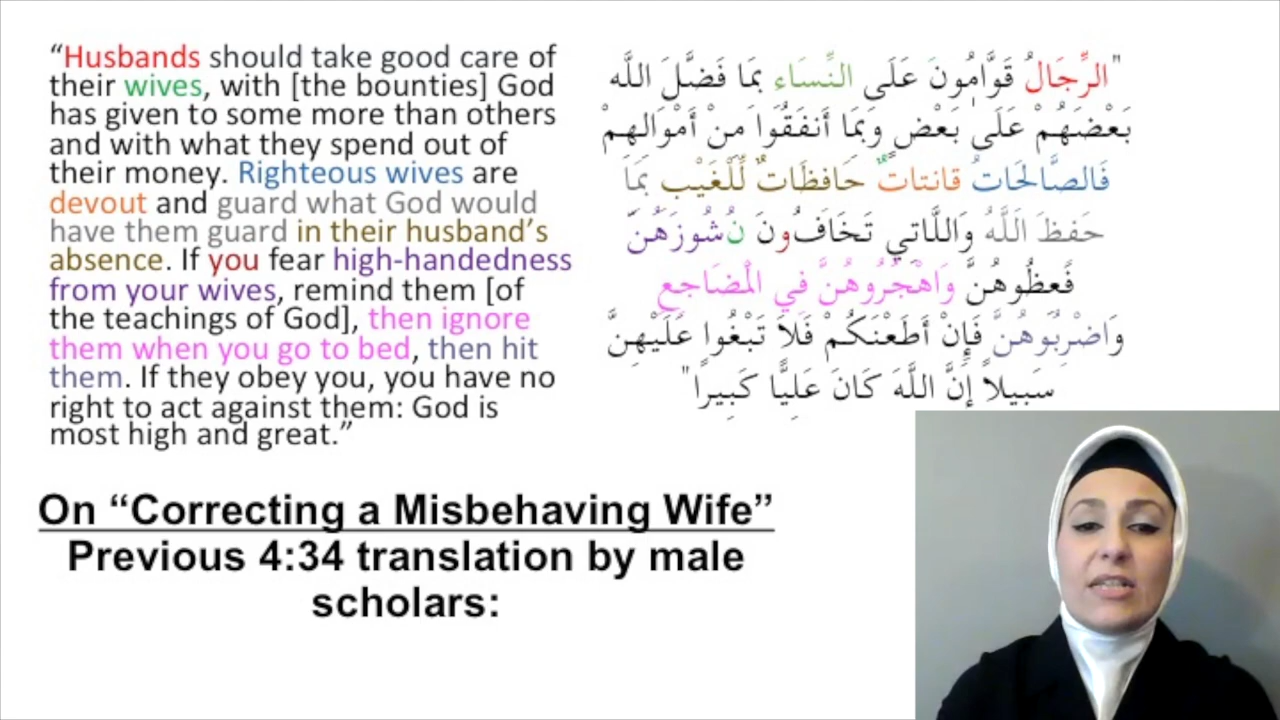 “Husbands should take good care of
their wives, with [the bounties] God
has given to some more than others
and with what they spend out of
their money. Righteous wives are
devout and guard what God would
have them guard in their husband’s
absence. If you fear high-handedness
from your wives, remind them [of
the teachings of God], then ignore
them when you go to bed, then hit
them. If they obey you, you have no
right to act against them: God is
most high and great.”
"الرِّجَالُ قَوَّامُونَ عَلَى النِّسَاء بِمَا فَضَّلَ اللَّه
بَعْضَهُمْ عَلَى بَعْضٍ وَبِمَا أَنفَقُوا مِنْ أَمْوَالِهِمْ
فَالصَّالِحَاتُ قَانِتَاتٌ حَافِظَاتٌ لِّلْغَيْبِ بِمَا
حَفِظَ اللَّهُ وَاللَّاتِي تَخَافُونَ نُشُوزَهُنَّ
فَعِظُوهُنَّ وَاهْجُرُوهُنَّ فِي الْمَضَاجِعِ
وَاضْرِبُوهُنَّ فَإِنْ أَطَعْنَكُمْ فَلاَ تَبْغُوا عَلَيْهِنَّ
سَبِيلاً إِنَّ اللَّهَ كَانَ عَلِيًّا كَبِيرًا"
On “Correcting a Misbehaving Wife”
Previous 4:34 translation by male
scholars: